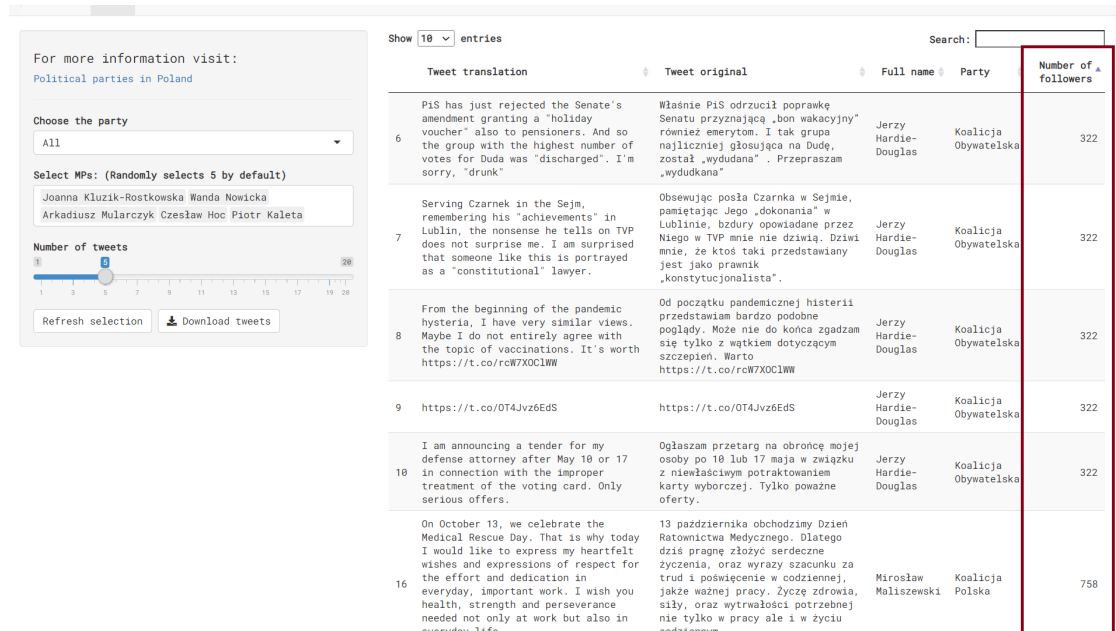 Show 10 entries
Search:
For more information visit:
Political parties in Poland
Choose the party
All
Select MPs: (Randomly selects 5 by default)
Joanna Kluzik-Rostkowska Wanda Nowicka
Arkadiusz Mularczyk Czesław Hoc Piotr Kaleta
Number of tweets
1 5 20
1 3 5 7 9 11 13 15 17 19 20
Refresh selection Download tweets
Tweet translation
Tweet original
Full name
Party
Number of
followers
6
PiS has just rejected the Senate's
amendment granting a "holiday
voucher" also to pensioners. And so
the group with the highest number of
votes for Duda was "discharged". I'm
sorry, "drunk"
Właśnie PiS odrzucił poprawkę
Senatu przyznającą „bon wakacyjny"
również emerytom. I tak grupa
najliczniej głosująca na Dudę,
został „wydudana" . Przepraszam
„wydudkana"
Jerzy
Hardie-
Douglas
Koalicja
Obywatelska
322
7
Serving Czarnek in the Sejm,
remembering his "achievements" in
Lublin, the nonsense he tells on TVP
does not surprise me. I am surprised
that someone like this is portrayed
as a "constitutional" lawyer.
Obsewując posła Czarnka w Sejmie,
pamiętając Jego „dokonania" w
Lublinie, bzdury opowiadane przez
Niego w TVP mnie nie dziwią. Dziwi
mnie, że ktoś taki przedstawiany
jest jako prawnik
„konstytucjonalista".
Jerzy
Hardie-
Douglas
Koalicja
Obywatelska
322
8
From the beginning of the pandemic
hysteria, I have very similar views.
Maybe I do not entirely agree with
the topic of vaccinations. It's worth
https://t.co/rcW7XOClWW
Od początku pandemicznej histerii
przedstawiam bardzo podobne
poglądy. Może nie do końca zgadzam
się tylko z wątkiem dotyczącym
szczepień. Warto
https://t.co/rcW7XOClWW
Jerzy
Hardie-
Douglas
Koalicja
Obywatelska
322
9
https://t.co/OT4Jvz6EdS
https://t.co/OT4Jvz6EdS
Jerzy
Hardie-
Douglas
Koalicja
Obywatelska
322
10
I am announcing a tender for my
defense attorney after May 10 or 17
in connection with the improper
treatment of the voting card. Only
serious offers.
Ogłaszam przetarg na obrońcę mojej
osoby po 10 lub 17 maja w związku
z niewłaściwym potraktowaniem
karty wyborczej. Tylko poważne
oferty.
Jerzy
Hardie-
Douglas
Koalicja
Obywatelska
322
16
On October 13, we celebrate the
Medical Rescue Day. That is why today
I would like to express my heartfelt
wishes and expressions of respect for
the effort and dedication in
everyday, important work. I wish you
health, strength and perseverance
needed not only at work but also in
everyday life.
13 października obchodzimy Dzień
Ratownictwa Medycznego. Dlatego
dziś pragnę złożyć serdeczne
życzenia, oraz wyrazy szacunku za
trud i poświęcenie w codziennej,
jakże ważnej pracy. Życzę zdrowia,
siły, oraz wytrwałości potrzebnej
nie tylko w pracy ale i w życiu
codziennym.
Mirosław
Maliszewski
Koalicja
Polska
758